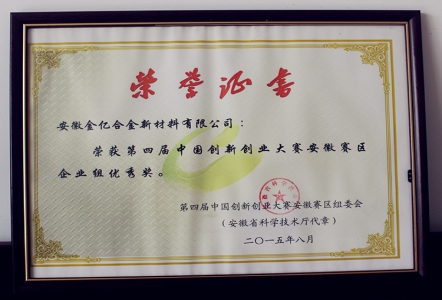 荣誉证书
安徽金亿合金新材料有限公司：
荣获第四届中国创新创业大赛安徽赛区
企业组优秀奖。
第四届中国创新创业大赛安徽赛区组委会
（安徽省科学技术厅代章）
二〇一五年八月